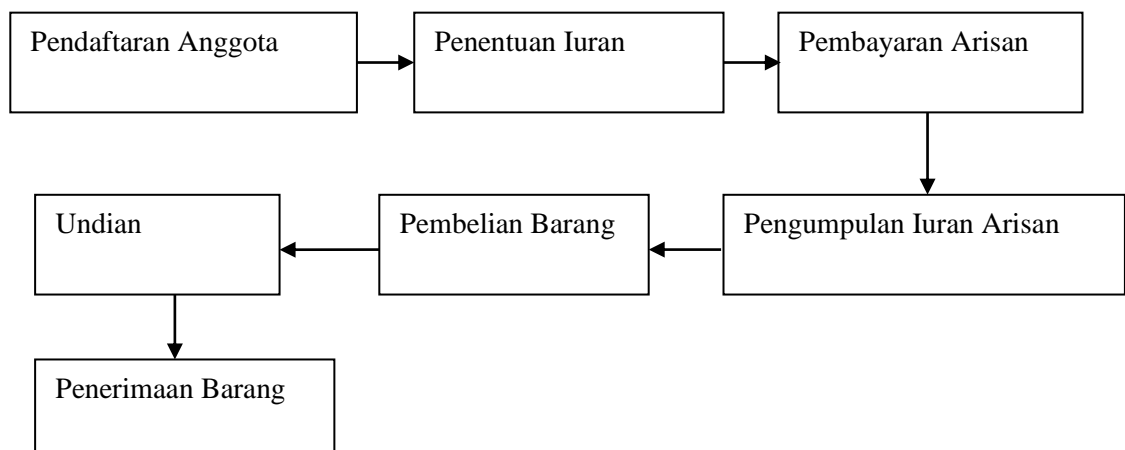 Pendaftaran Anggota
Penentuan Iuran
Pembayaran Arisan
Pengumpulan Iuran Arisan
Pembelian Barang
Undian
Penerimaan Barang